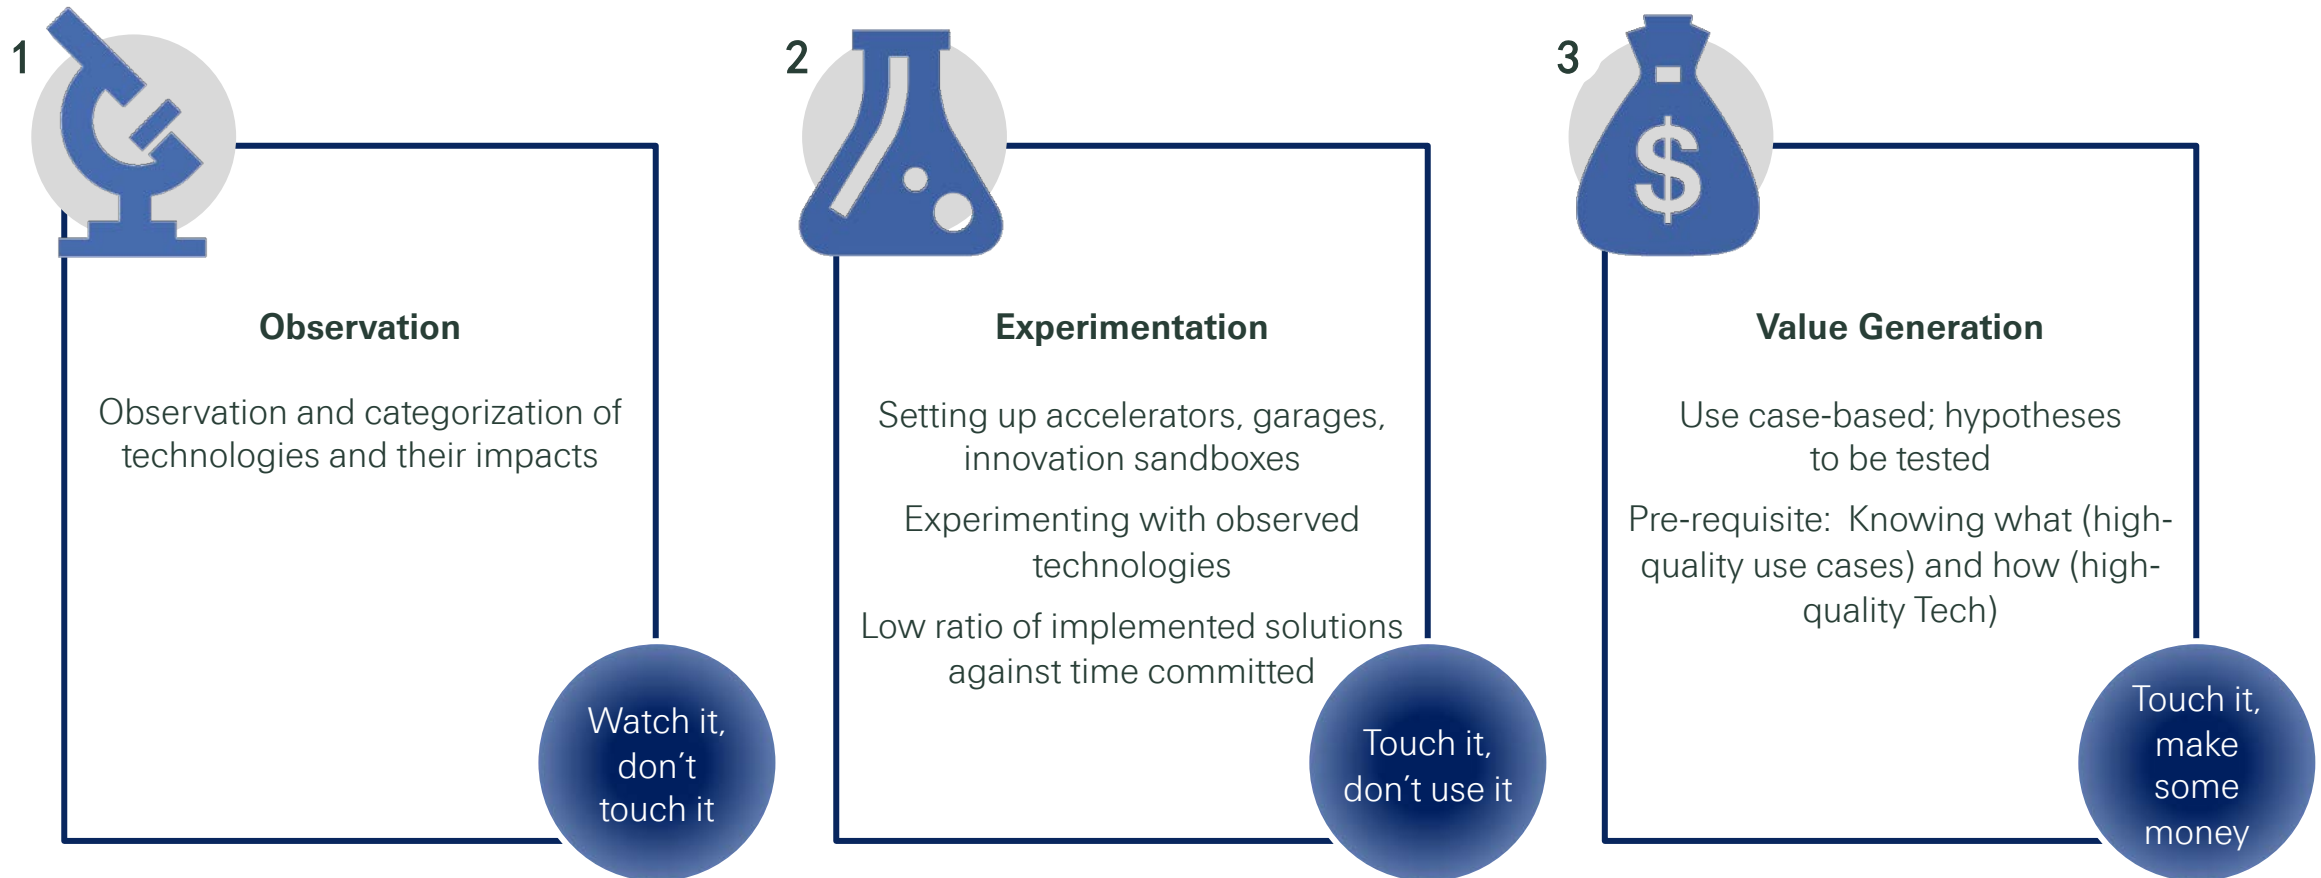 1
Observation
Observation and categorization of
technologies and their impacts
Watch it,
don´t
touch it
2
Experimentation
Setting up accelerators, garages,
innovation sandboxes
Experimenting with observed
technologies
Low ratio of implemented solutions
against time committed
Touch it,
don´t use it
3
$
Value Generation
Use case-based; hypotheses
to be tested
Pre-requisite:  Knowing what (high-
quality use cases) and how (high-
quality Tech)
Touch it,
make
some
money